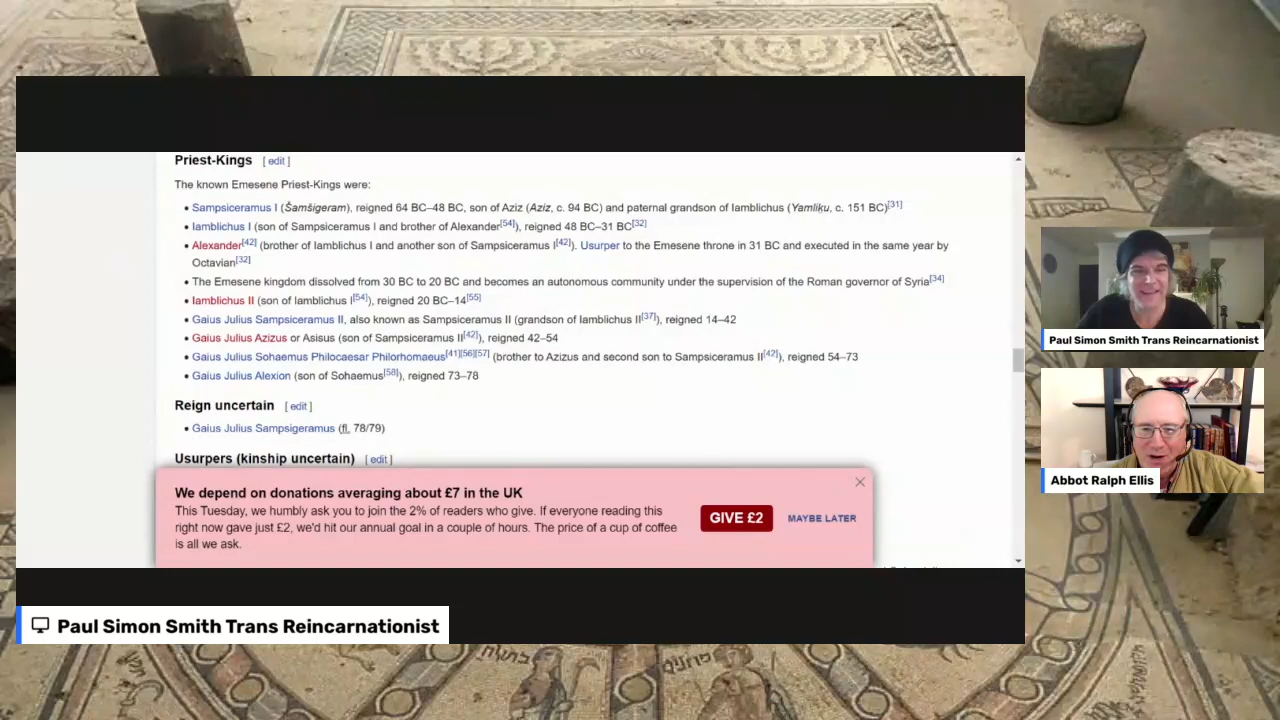 Priest-Kings [ edit ]
The known Emesene Priest-Kings were:
• Sampsiceramus I (Šamšigeram), reigned 64 BC–48 BC, son of Aziz (Aziz, c. 94 BC) and paternal grandson of Iamblichus (Yamliḳu, c. 151 BC)[31]
• Iamblichus I (son of Sampsiceramus I and brother of Alexander[54]), reigned 48 BC–31 BC[32]
• Alexander[42] (brother of Iamblichus I and another son of Sampsiceramus I[42]). Usurper to the Emesene throne in 31 BC and executed in the same year by
Octavian[32]
• The Emesene kingdom dissolved from 30 BC to 20 BC and becomes an autonomous community under the supervision of the Roman governor of Syria[34]
• Iamblichus II (son of Iamblichus I[54]), reigned 20 BC–14[55]
• Gaius Julius Sampsiceramus II, also known as Sampsiceramus II (grandson of Iamblichus II[37]), reigned 14–42
• Gaius Julius Azizus or Asisus (son of Sampsiceramus II[42]), reigned 42–54
• Gaius Julius Sohaemus Philocaesar Philorhomaeus[41][56][57] (brother to Azizus and second son to Sampsiceramus II[42]), reigned 54–73
• Gaius Julius Alexion (son of Sohaemus[58]), reigned 73–78
Reign uncertain [ edit ]
• Gaius Julius Sampsigeramus (fl. 78/79)
Usurpers (kinship uncertain) [ edit ]
We depend on donations averaging about £7 in the UK
This Tuesday, we humbly ask you to join the 2% of readers who give. If everyone reading this
right now gave just £2, we'd hit our annual goal in a couple of hours. The price of a cup of coffee
is all we ask.
GIVE £2
MAYBE LATER
Paul Simon Smith Trans Reincarnationist
Abbot Ralph Ellis
Paul Simon Smith Trans Reincarnationist